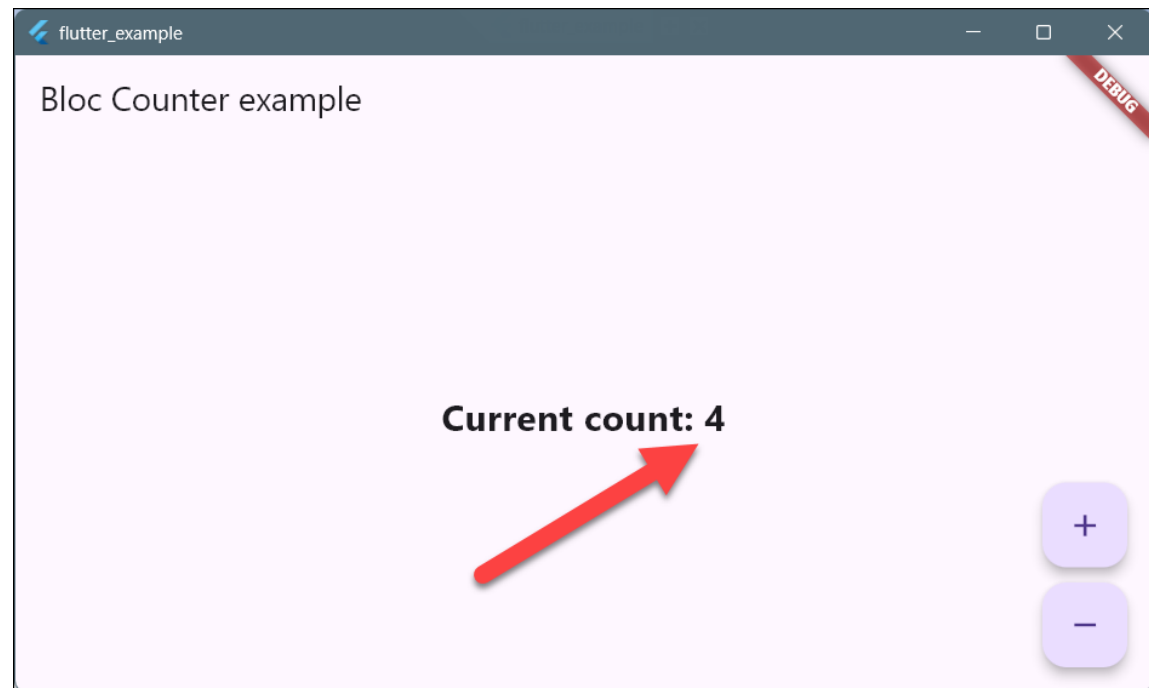 flutter_example
DEBUG
Bloc Counter example
Current count: 4
+
−